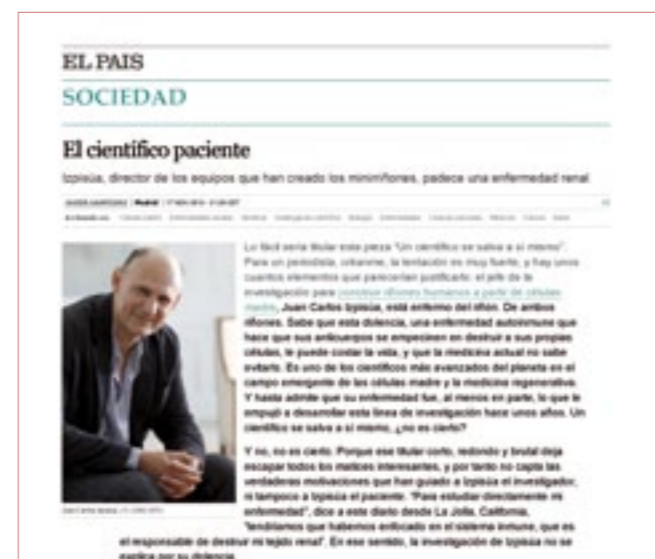 EL PAIS
SOCIEDAD
El científico paciente
Izpisúa, director de los equipos que han creado los miniriñones, padece una enfermedad renal
Madrid
Lo fácil sería titular esta pieza "Un científico se salva a sí mismo".
Para un periodista, créanme, la tentación es muy fuerte, y hay unos
cuantos elementos que parecerían justificarlo: el jefe de la
investigación para construir riñones humanos a partir de células
madre, Juan Carlos Izpisúa, está enfermo del riñón. De ambos
riñones. Sabe que esta dolencia, una enfermedad autoinmune que
hace que sus anticuerpos se empecinen en destruir a sus propias
células, le puede costar la vida, y que la medicina actual no sabe
evitarlo. Es uno de los científicos más avanzados del planeta en el
campo emergente de las células madre y la medicina regenerativa.
Y hasta admite que su enfermedad fue, al menos en parte, lo que le
empujó a desarrollar esta línea de investigación hace unos años. Un
científico se salva a sí mismo, ¿no es cierto?
Y no, no es cierto. Porque ese titular corto, redondo y brutal deja
escapar todos los matices interesantes, y por tanto no capta las
verdaderas motivaciones que han guiado a Izpisúa el investigador,
ni tampoco a Izpisúa el paciente. "Para estudiar directamente mi
enfermedad", dice a este diario desde La Jolla, California,
"tendríamos que habernos enfocado en el sistema inmune, que es
el responsable de destruir mi tejido renal". En ese sentido, la investigación de Izpisúa no se
explica por su dolencia.